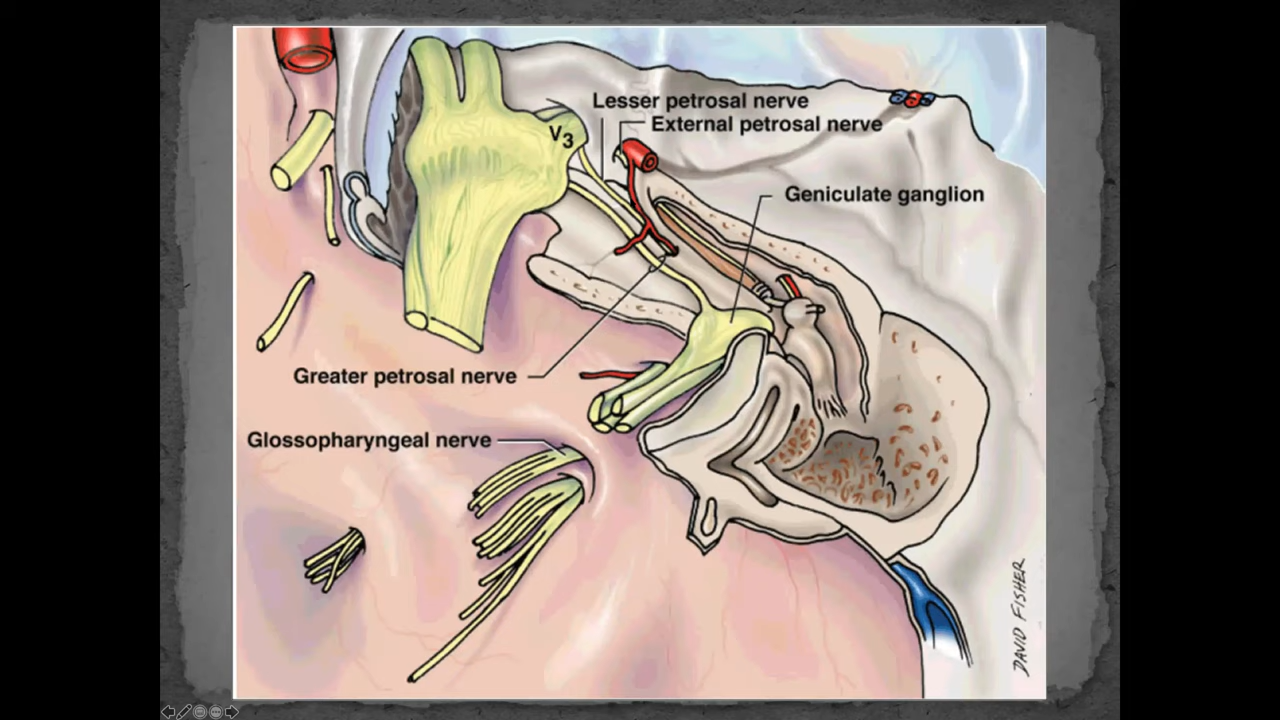 Lesser petrosal nerve
External petrosal nerve
V3
Geniculate ganglion
Greater petrosal nerve
Glossopharyngeal nerve
DAVID FISHER